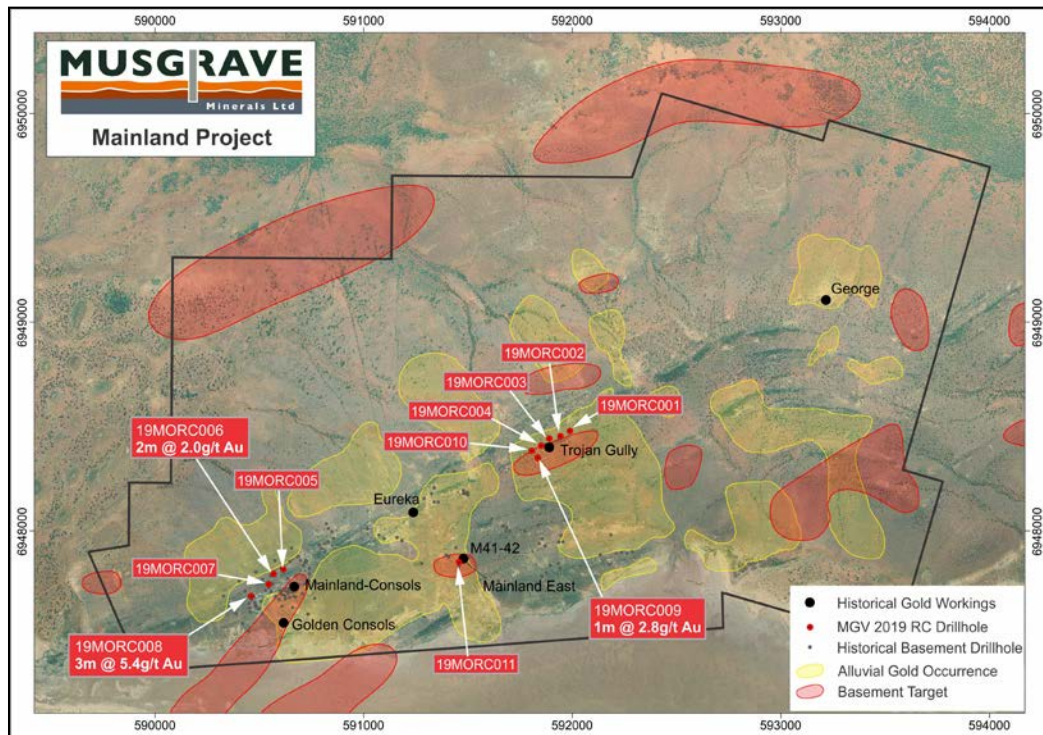 590000
591000
592000
593000
594000
MUSGRAVE
Minerals Ltd
Mainland Project
6950000
6950000
George
6949000
6949000
19MORC002
19MORC003
19MORC001
19MORC004
19MORC006
2m @ 2.0g/t Au
19MORC010
Trojan Gully
19MORC005
Eureka
6948000
6948000
M41-42
19MORC007
Mainland-Consols
Mainland East
19MORC009
1m @ 2.8g/t Au
Golden Consols
19MORC008
3m @ 5.4g/t Au
19MORC011
Historical Gold Workings
MGV 2019 RC Drillhole
Historical Basement Drillhole
Alluvial Gold Occurrence
Basement Target
590000
591000
592000
593000
594000